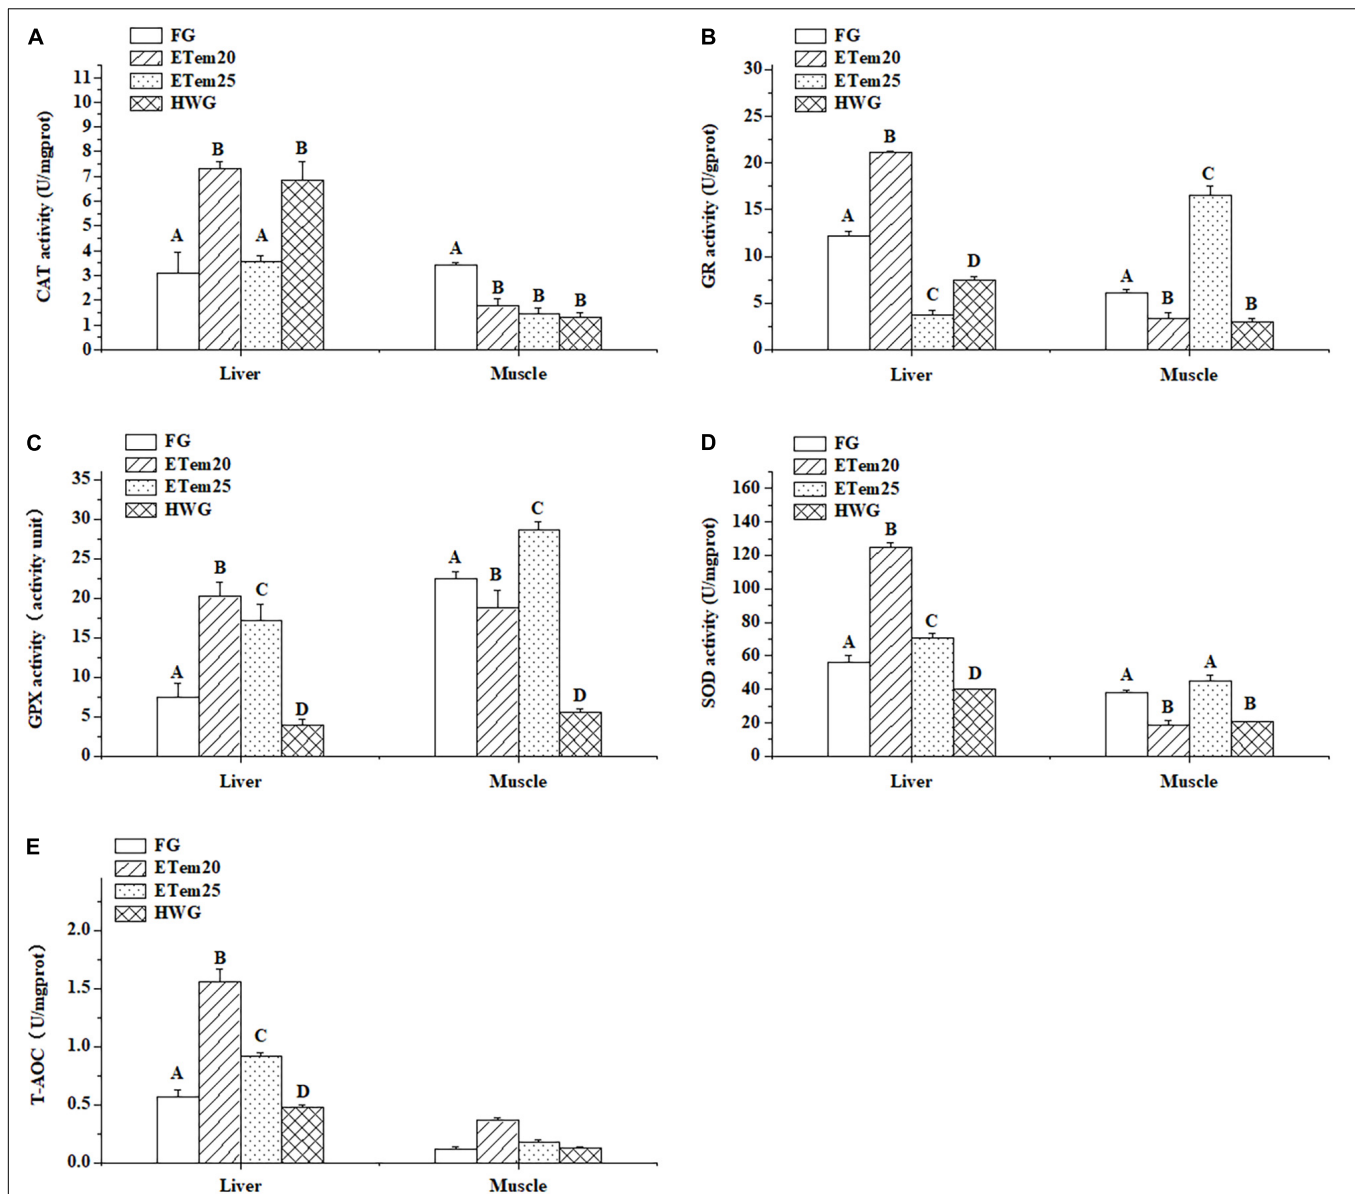 A
FG
ETem20
ETem25
HWG
CAT activity (U/mgprot)
11
10
9
8
7
6
5
4
3
2
1
0
A B A B
A B B B
Liver Muscle
B
FG
ETem20
ETem25
HWG
GR activity (U/gprot)
30
25
20
15
10
5
0
A B C D
A B C B
Liver Muscle
C
FG
ETem20
ETem25
HWG
GPX activity (activity unit)
35
30
25
20
15
10
5
0
A B C D
A B C D
Liver Muscle
D
FG
ETem20
ETem25
HWG
SOD activity (U/mgprot)
160
140
120
100
80
60
40
20
0
A B C D
A B A B
Liver Muscle
E
FG
ETem20
ETem25
HWG
T-AOC (U/mgprot)
2.0
1.5
1.0
0.5
0.0
A B C D
Liver Muscle